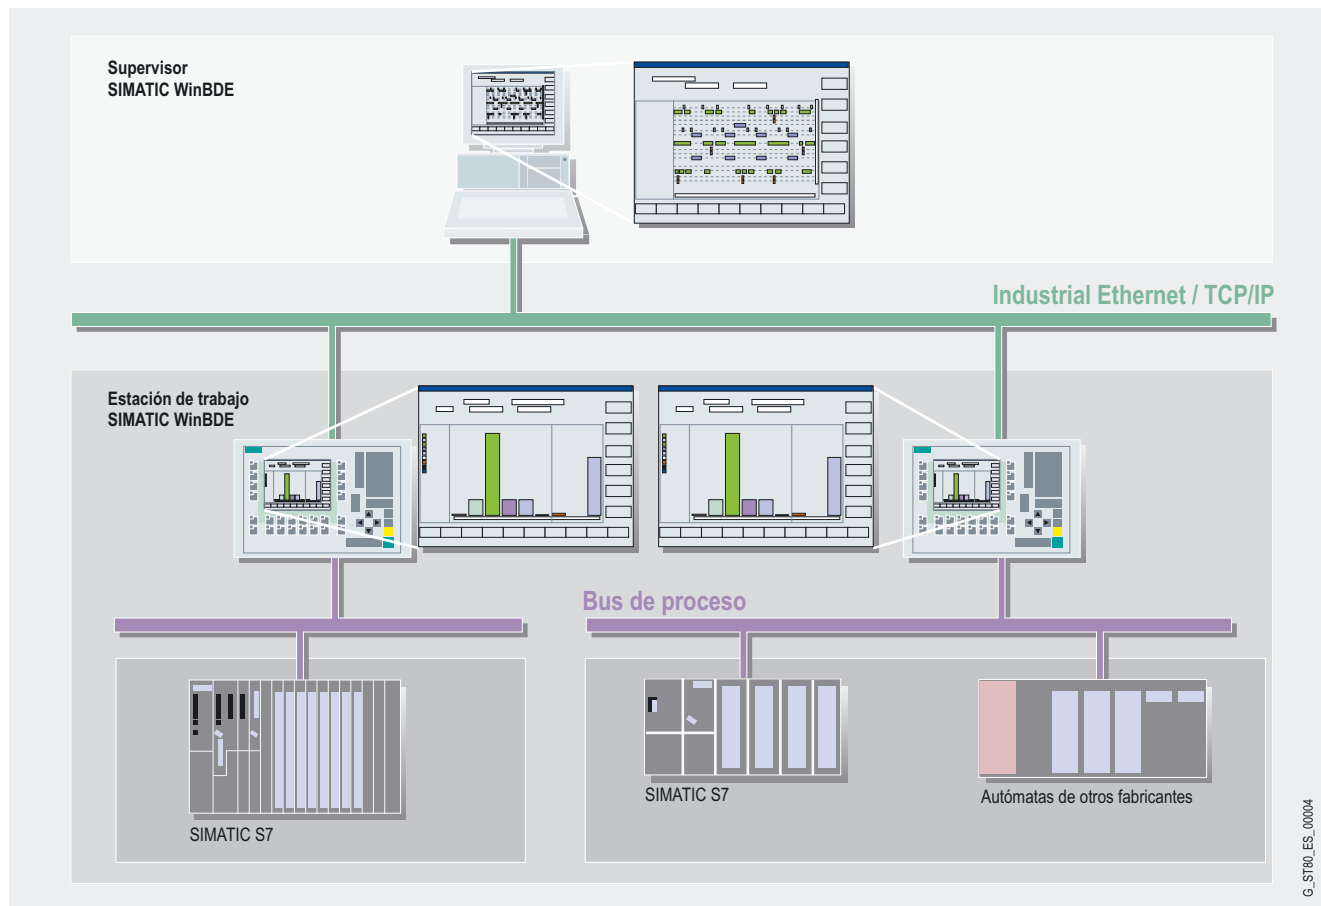 Supervisor
SIMATIC WinBDE
Industrial Ethernet / TCP/IP
Estación de trabajo
SIMATIC WinBDE
Bus de proceso
SIMATIC S7
SIMATIC S7
Autómatas de otros fabricantes
G_ST80_ES_00004